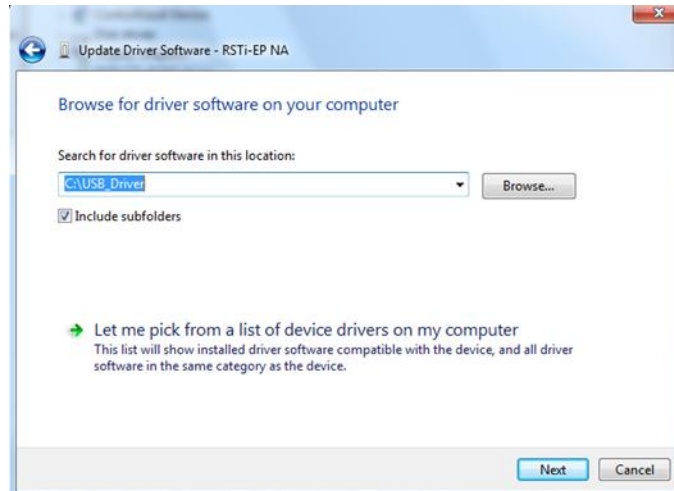 Update Driver Software - RSTi-EP NA
Browse for driver software on your computer
Search for driver software in this location:
C:\USB_Driver
Browse...
Include subfolders
Let me pick from a list of device drivers on my computer
This list will show installed driver software compatible with the device, and all driver
software in the same category as the device.
Next
Cancel